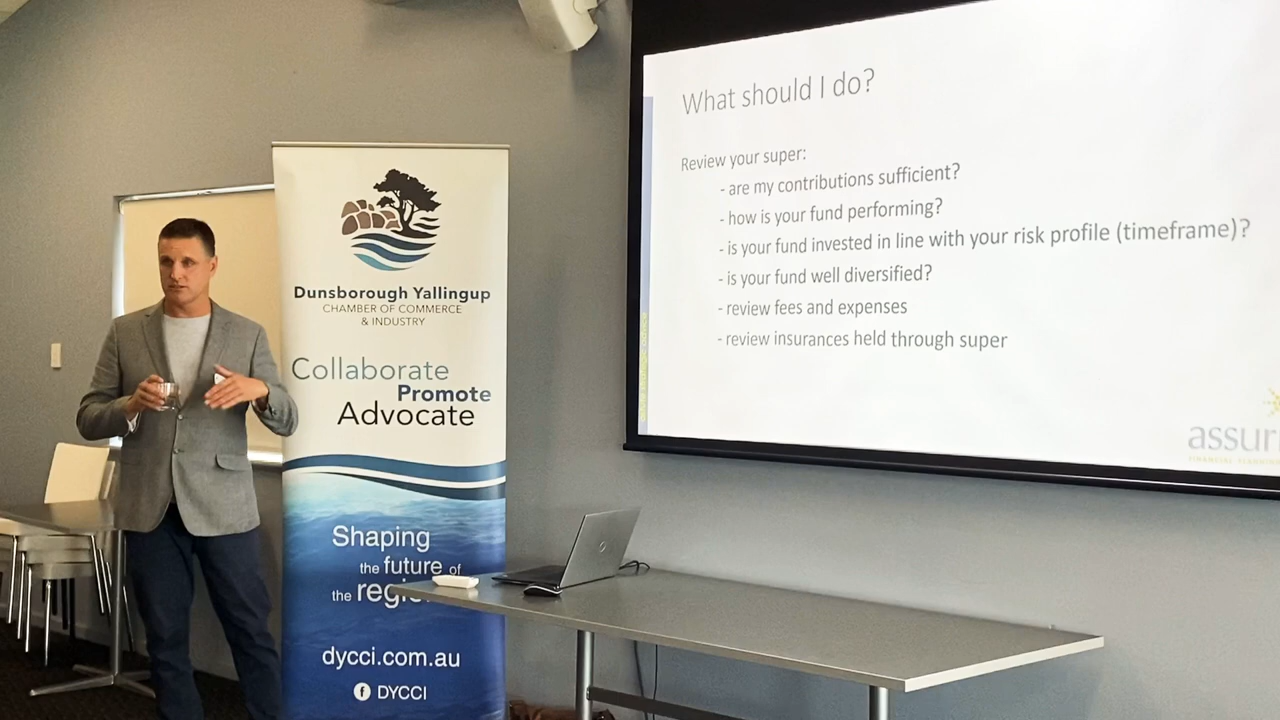 Dunsborough Yallingup
CHAMBER OF COMMERCE
& INDUSTRY
Collaborate
Promote
Advocate
Shaping
the future of
the
dycci.com.au
DYCCI
What should I do?
Review your super:
- are my contributions sufficient?
- how is your fund performing?
- is your fund invested in line with your risk profile (timeframe)?
- is your fund well diversified?
- review fees and expenses
- review insurances held through super
FINANCIAL